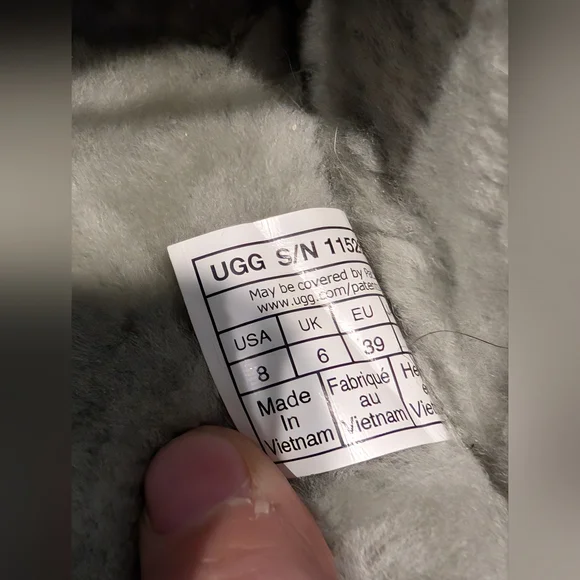 UGG S/N 1152
May be covered by
www.ugg.com/patents
USA UK EU
8 6 39
Made Fabriqué
In au
Vietnam Vietnam